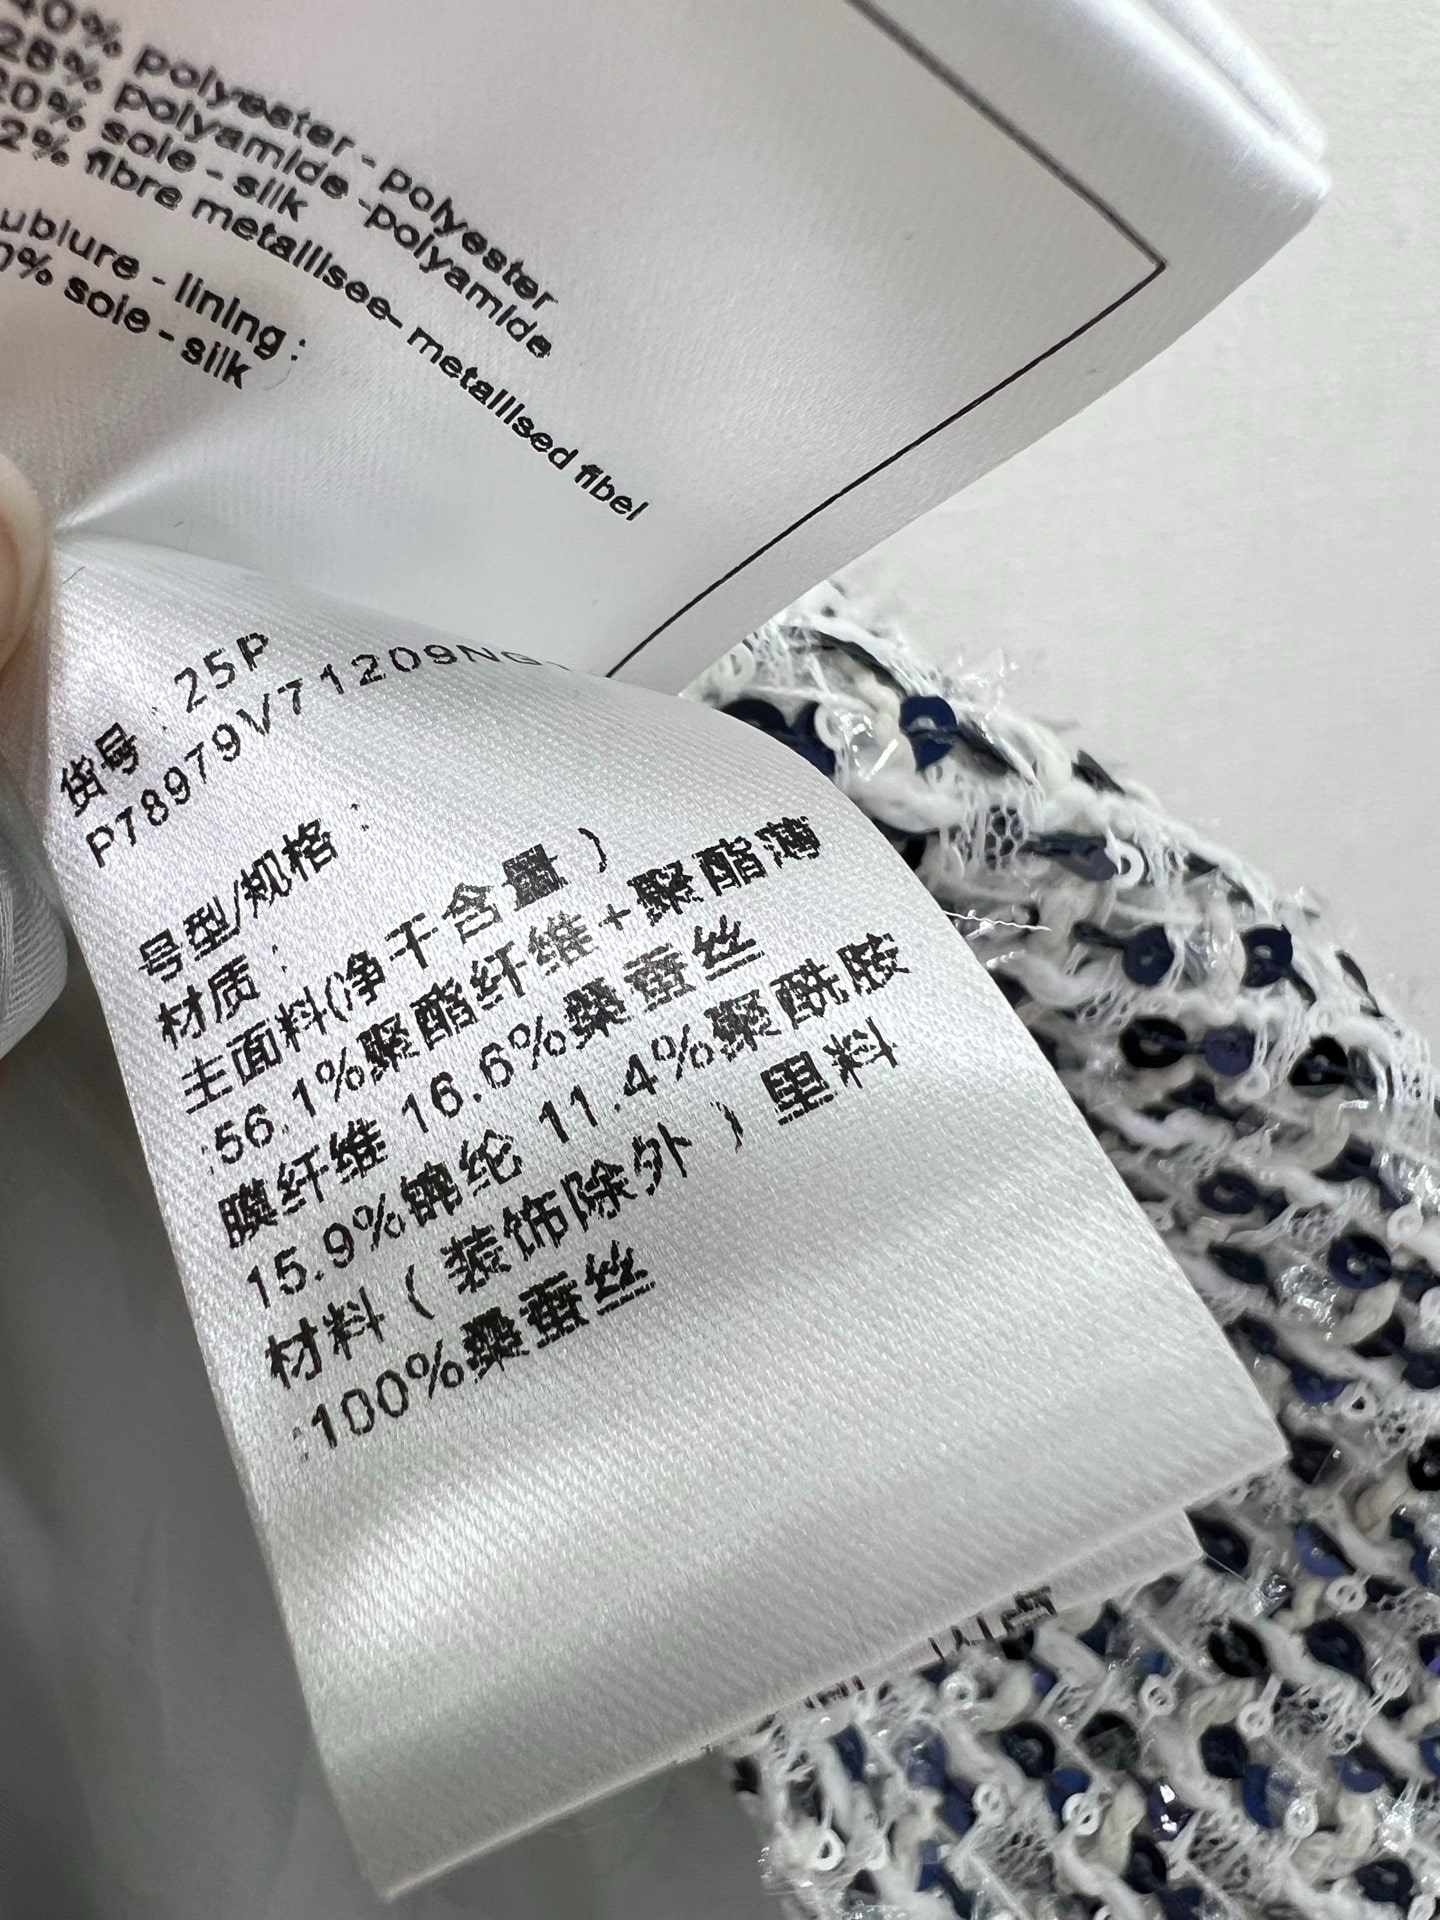 40% polyester - polyester
28% polyamide -polyamide
20% soie - silk
2% fibre metallisee- metallised fibel
ublure - lining :
0% soie - silk
货号 : 25P
P78979V71209NG1
号型/规格 :
材质 :
主面料(净干含量)
:56.1%聚酯纤维+聚酯薄
膜纤维 16.6%桑蚕丝
15.9%锦纶 11.4%聚酰胺
材料(装饰除外)里料
:100%桑蚕丝